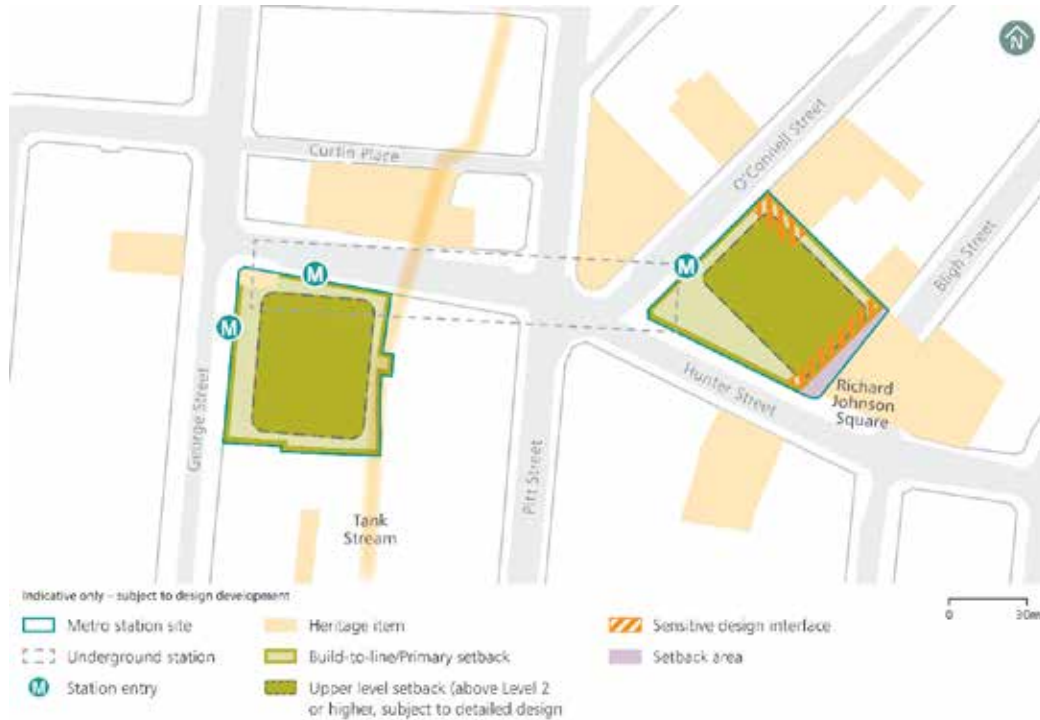 N
O'Connell Street
Curtin Place
Bligh Street
M
M
M
George Street
Hunter Street
Richard
Johnson
Square
Pitt Street
Tank
Stream
Indicative only – subject to design development
0 30m
Metro station site
Underground station
M Station entry
Heritage item
Build-to-line/Primary setback
Upper level setback (above Level 2
or higher, subject to detailed design
Sensitive design interface
Setback area